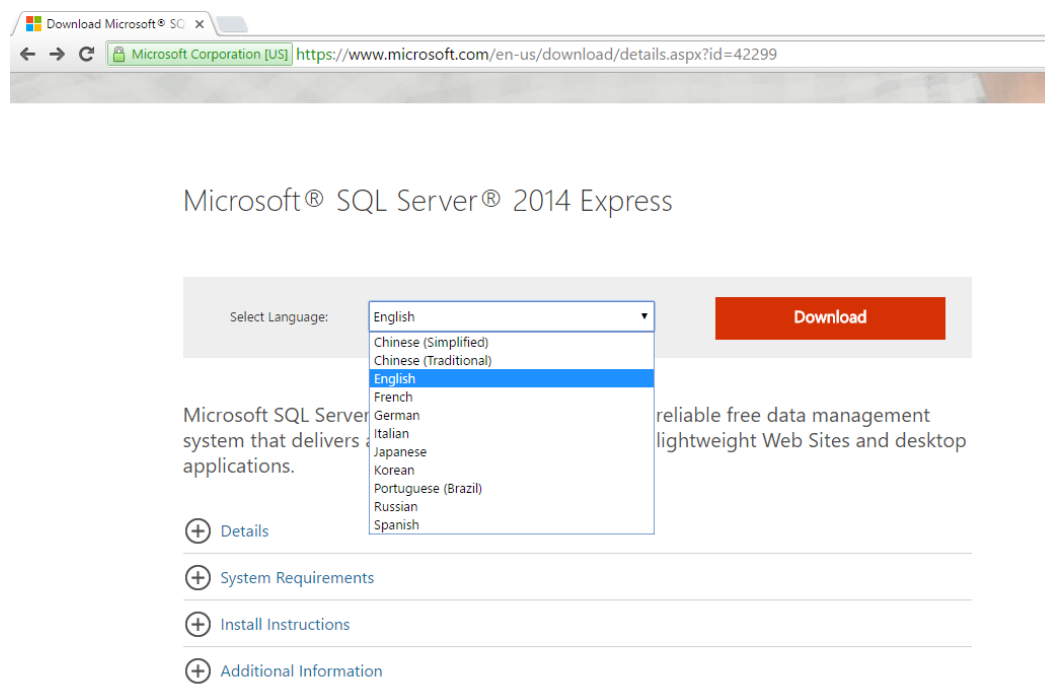 Download Microsoft® SQ
Microsoft Corporation [US] https://www.microsoft.com/en-us/download/details.aspx?id=42299
Microsoft® SQL Server® 2014 Express
Select Language:
English
Download
Chinese (Simplified)
Chinese (Traditional)
English
French
German
Italian
Japanese
Korean
Portuguese (Brazil)
Russian
Spanish
Microsoft SQL Server reliable free data management
system that delivers lightweight Web Sites and desktop
applications.
Details
System Requirements
Install Instructions
Additional Information